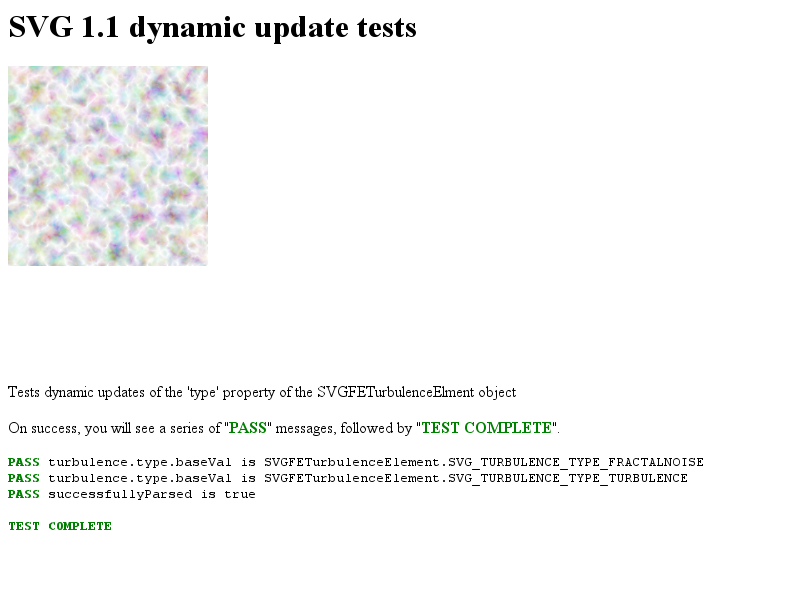 SVG 1.1 dynamic update tests
Tests dynamic updates of the 'type' property of the SVGFETurbulenceElment object
On success, you will see a series of "PASS" messages, followed by "TEST COMPLETE".
PASS turbulence.type.baseVal is SVGFETurbulenceElement.SVG_TURBULENCE_TYPE_FRACTALNOISE
PASS turbulence.type.baseVal is SVGFETurbulenceElement.SVG_TURBULENCE_TYPE_TURBULENCE
PASS successfullyParsed is true
TEST COMPLETE